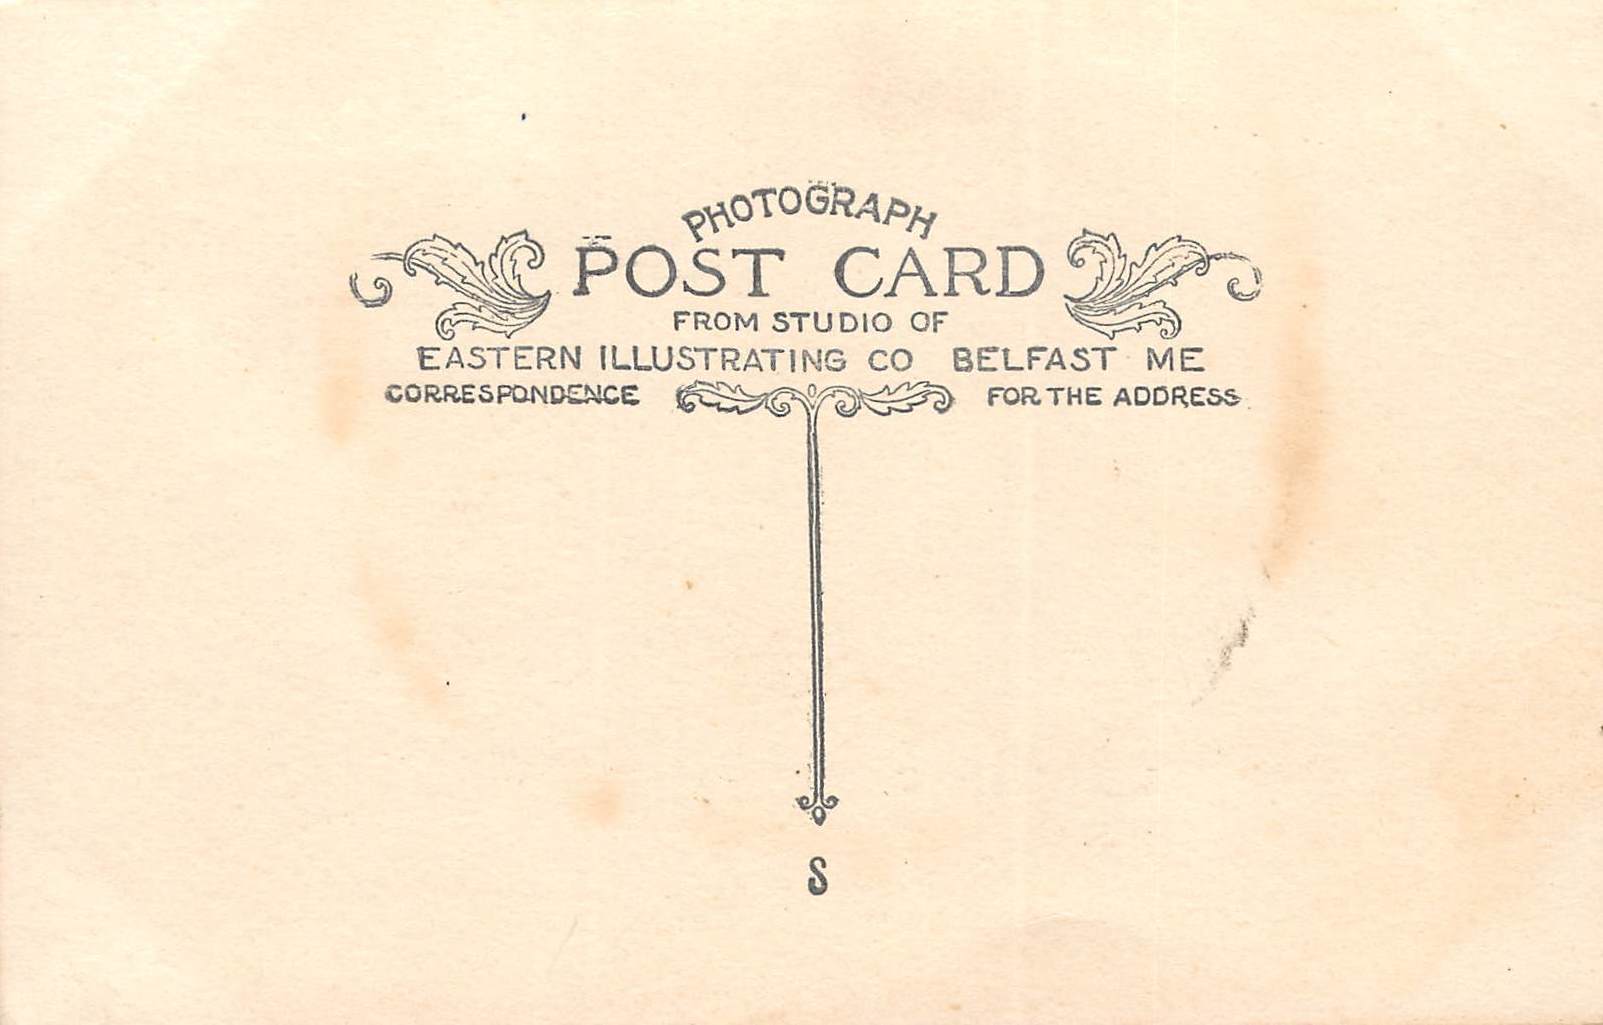 PHOTOGRAPH
POST CARD
FROM STUDIO OF
EASTERN ILLUSTRATING CO BELFAST ME
CORRESPONDENCE FOR THE ADDRESS
S